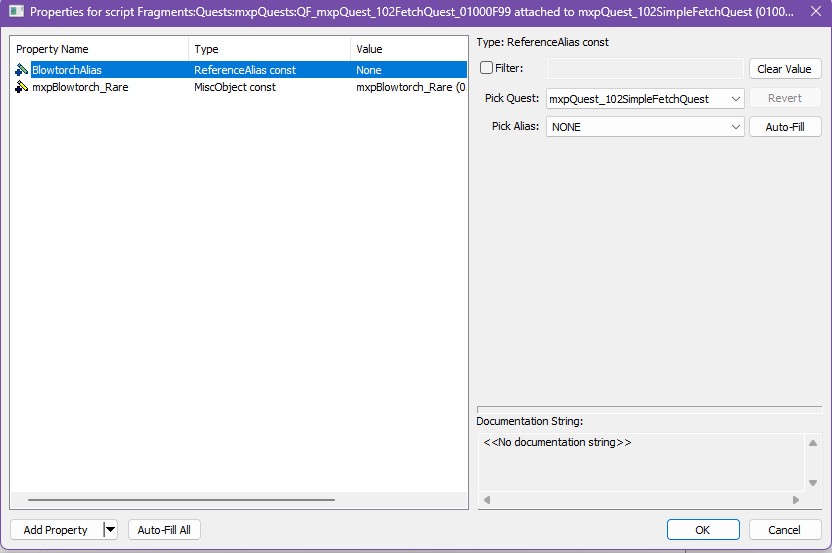 Properties for script Fragments:Quests:mxpQuests:QF_mxpQuest_102FetchQuest_01000F99 attached to mxpQuest_102SimpleFetchQuest (0100...
Property Name Type Value
BlowtorchAlias ReferenceAlias const None
mxpBlowtorch_Rare MiscObject const mxpBlowtorch_Rare (0
Type: ReferenceAlias const
Filter: Clear Value
Pick Quest: mxpQuest_102SimpleFetchQuest Revert
Pick Alias: NONE Auto-Fill
Documentation String:
<<No documentation string>>
Add Property Auto-Fill All OK Cancel